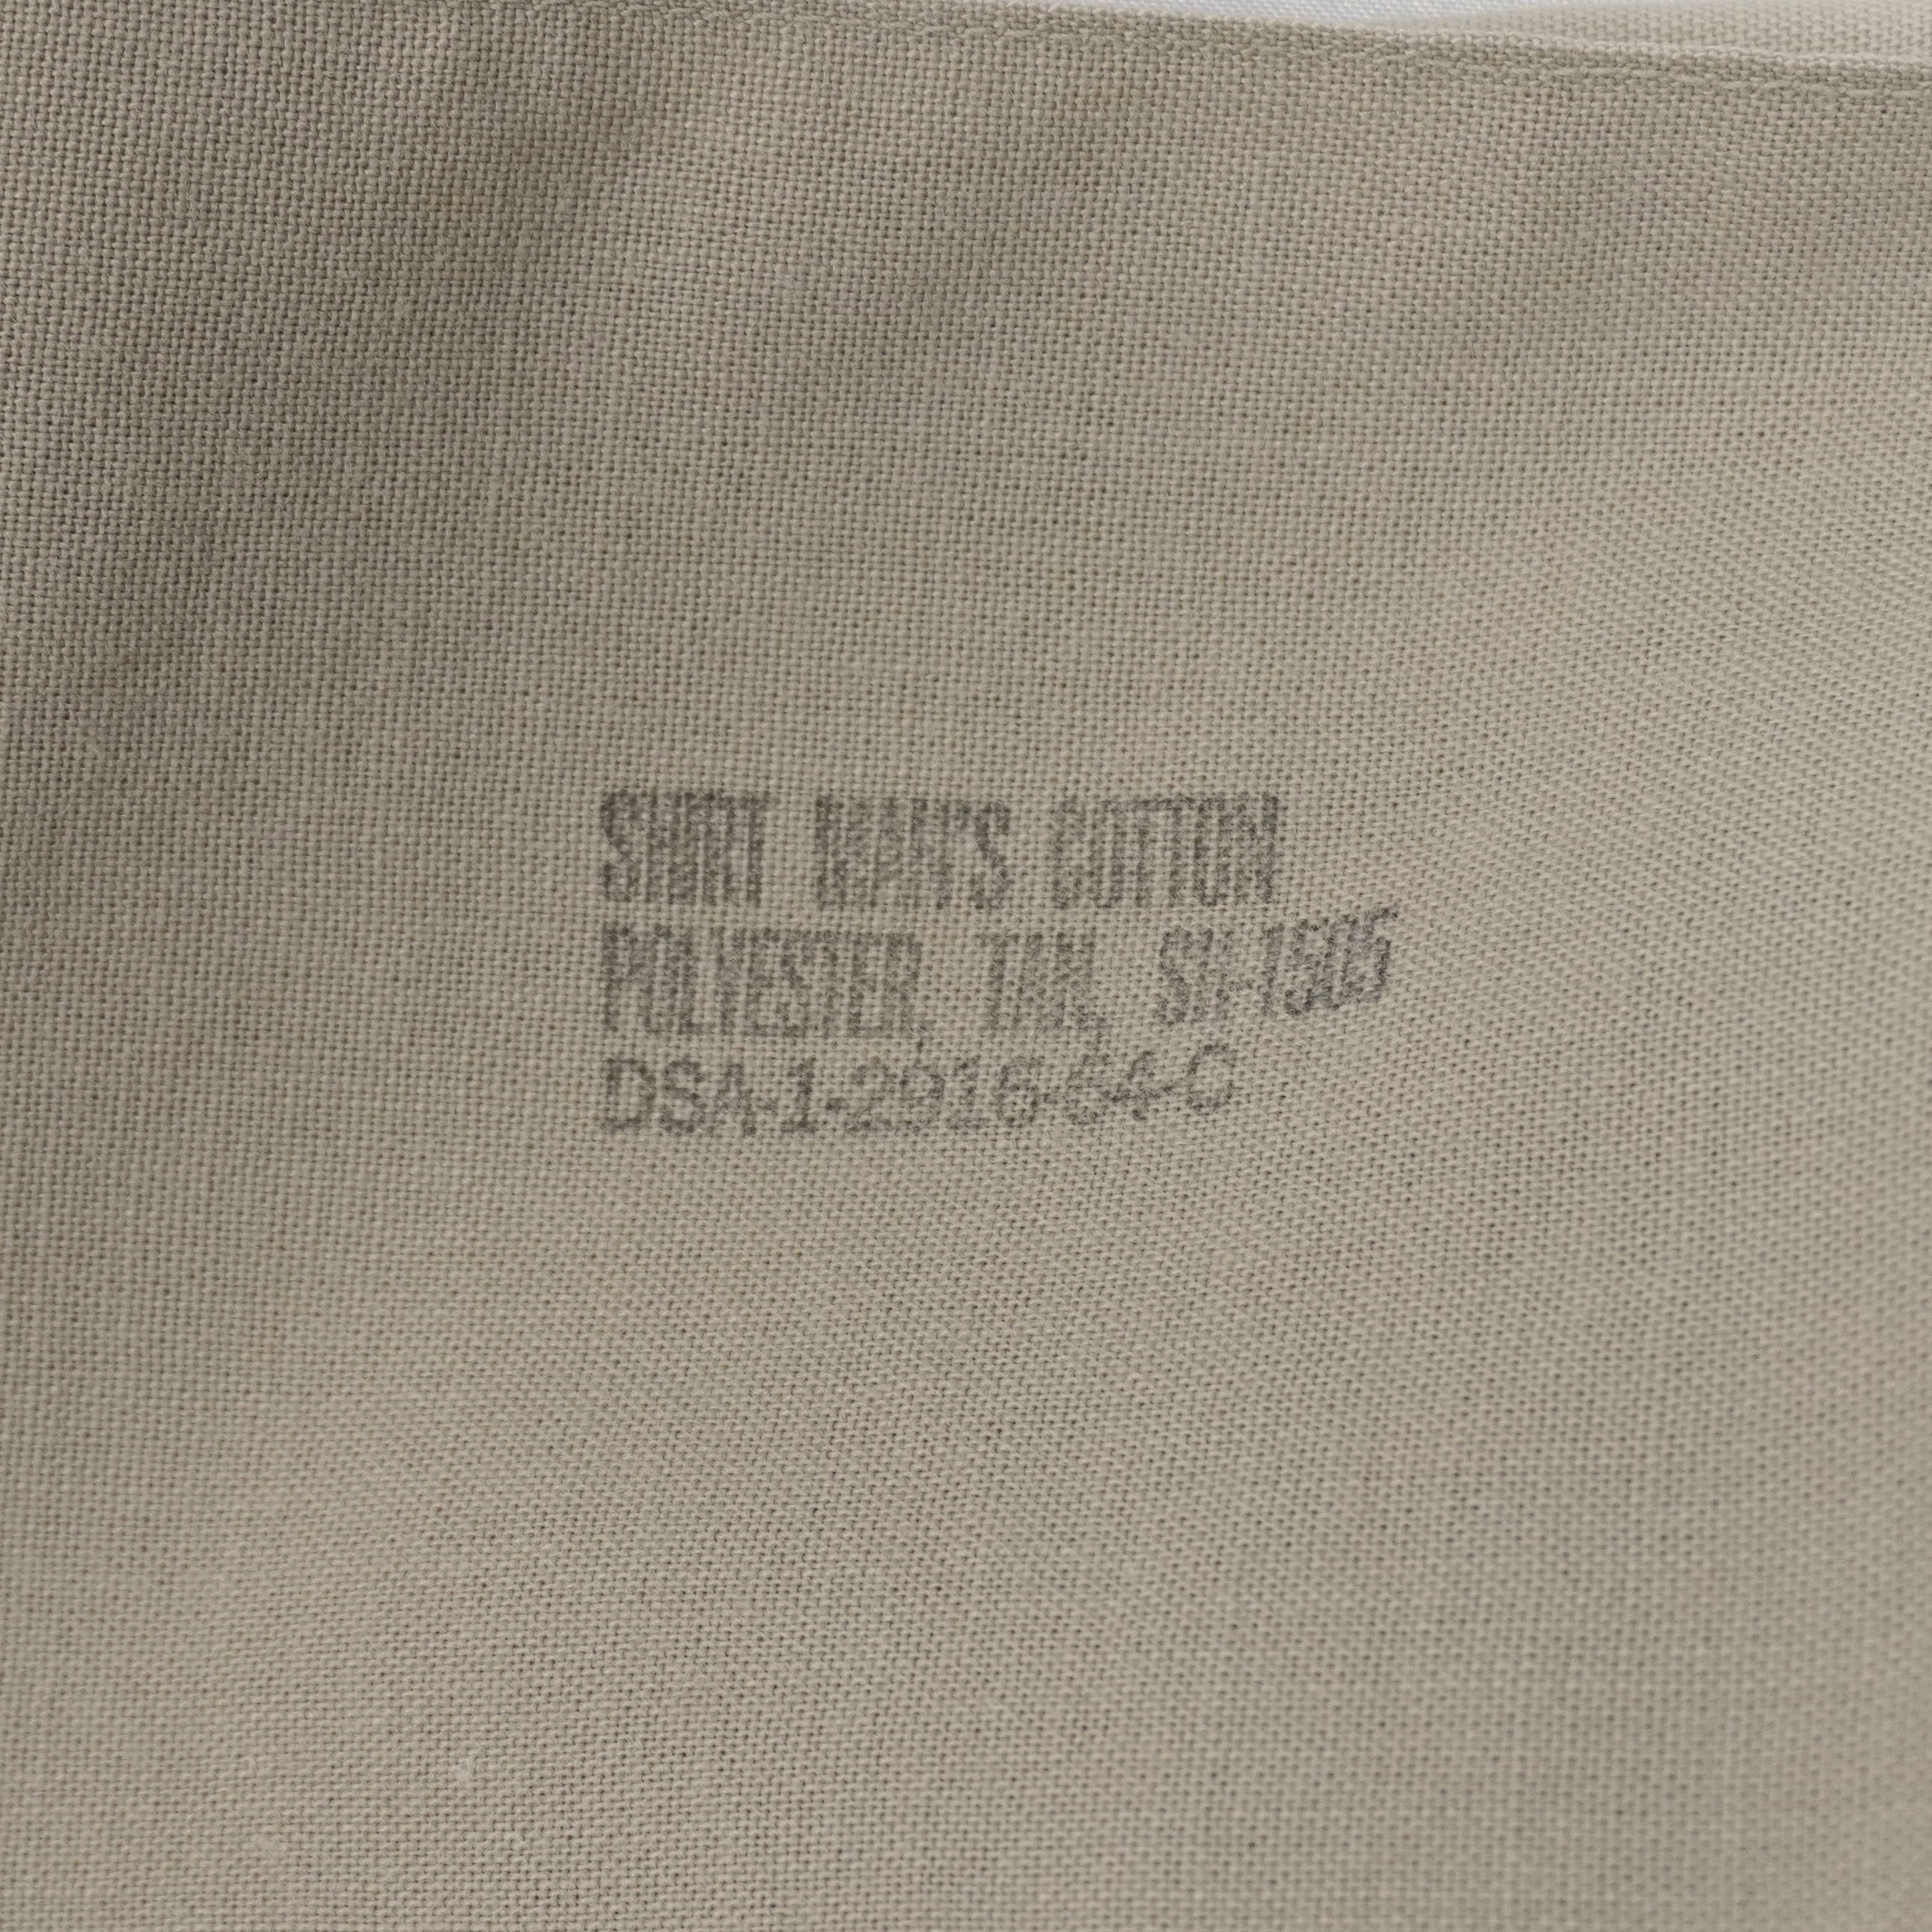 SHIRT MAN'S COTTON
POLYESTER, TAN, SH-1505
DSA-1-2916-64-C